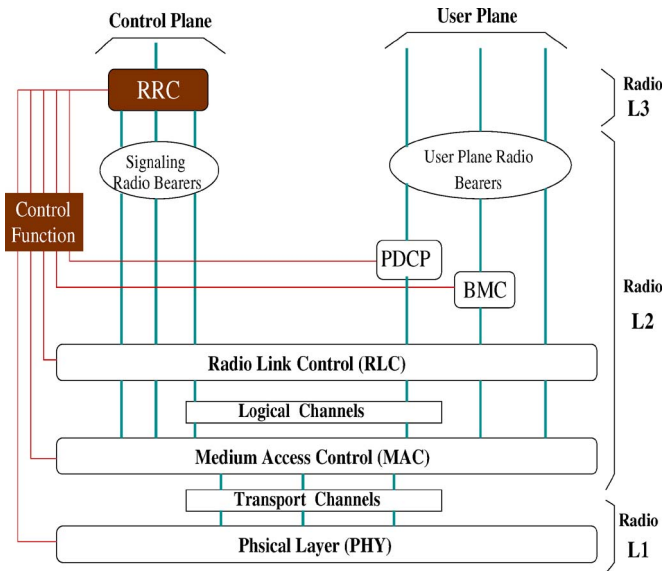 Control Plane
User Plane
RRC
Radio
L3
Signaling
Radio Bearers
User Plane Radio
Bearers
Control
Function
PDCP
BMC
Radio
L2
Radio Link Control (RLC)
Logical Channels
Medium Access Control (MAC)
Transport Channels
Radio
L1
Phsical Layer (PHY)